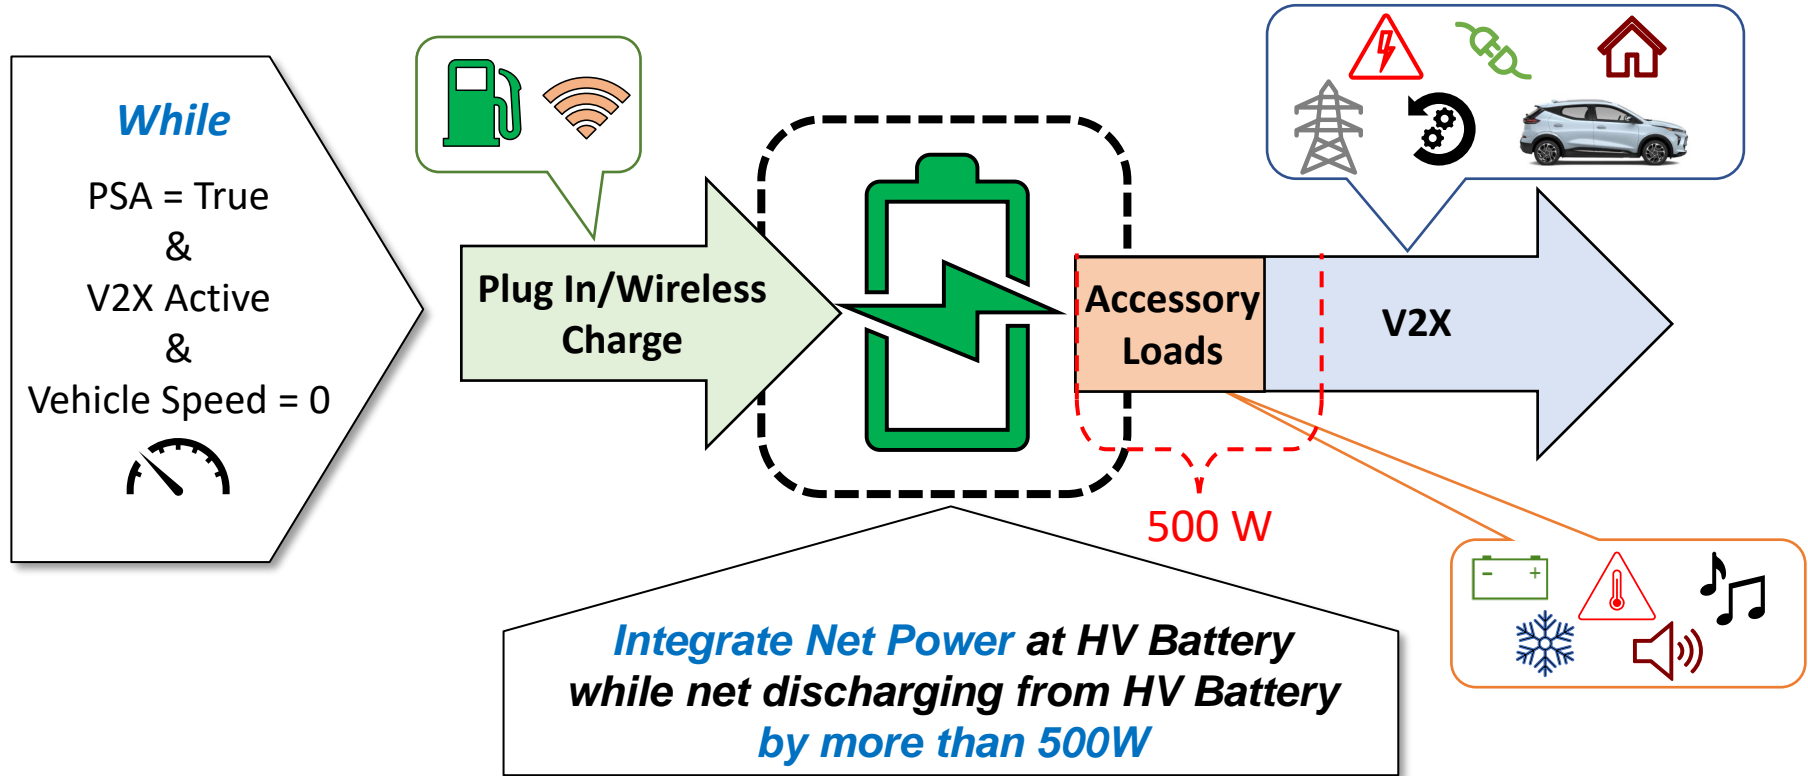 While
PSA = True
&
V2X Active
&
Vehicle Speed = 0
Plug In/Wireless
Charge
Accessory
Loads
V2X
500 W
- +
Integrate Net Power at HV Battery
while net discharging from HV Battery
by more than 500W